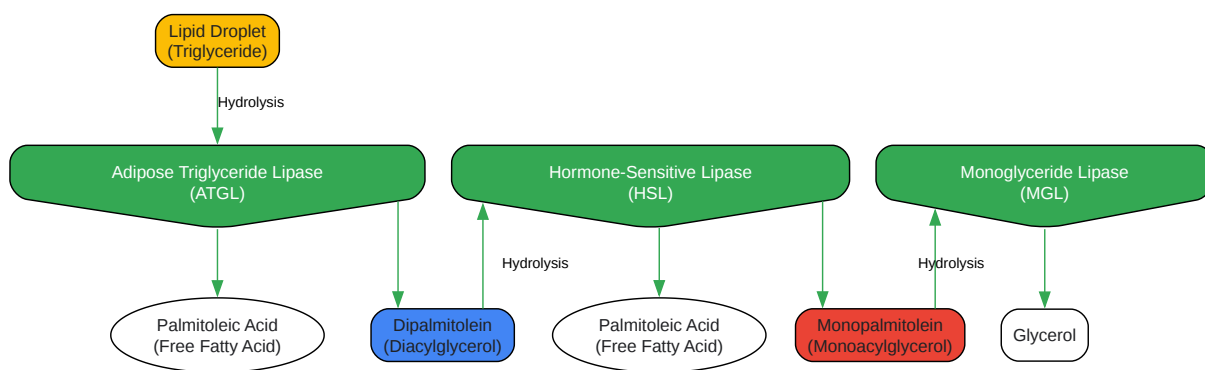 Lipid Droplet
(Triglyceride)
Hydrolysis
Adipose Triglyceride Lipase
(ATGL)
Hormone-Sensitive Lipase
(HSL)
Monoglyceride Lipase
(MGL)
Hydrolysis
Hydrolysis
Palmitoleic Acid
(Free Fatty Acid)
Dipalmitolein
(Diacylglycerol)
Palmitoleic Acid
(Free Fatty Acid)
Monopalmitolein
(Monoacylglycerol)
Glycerol